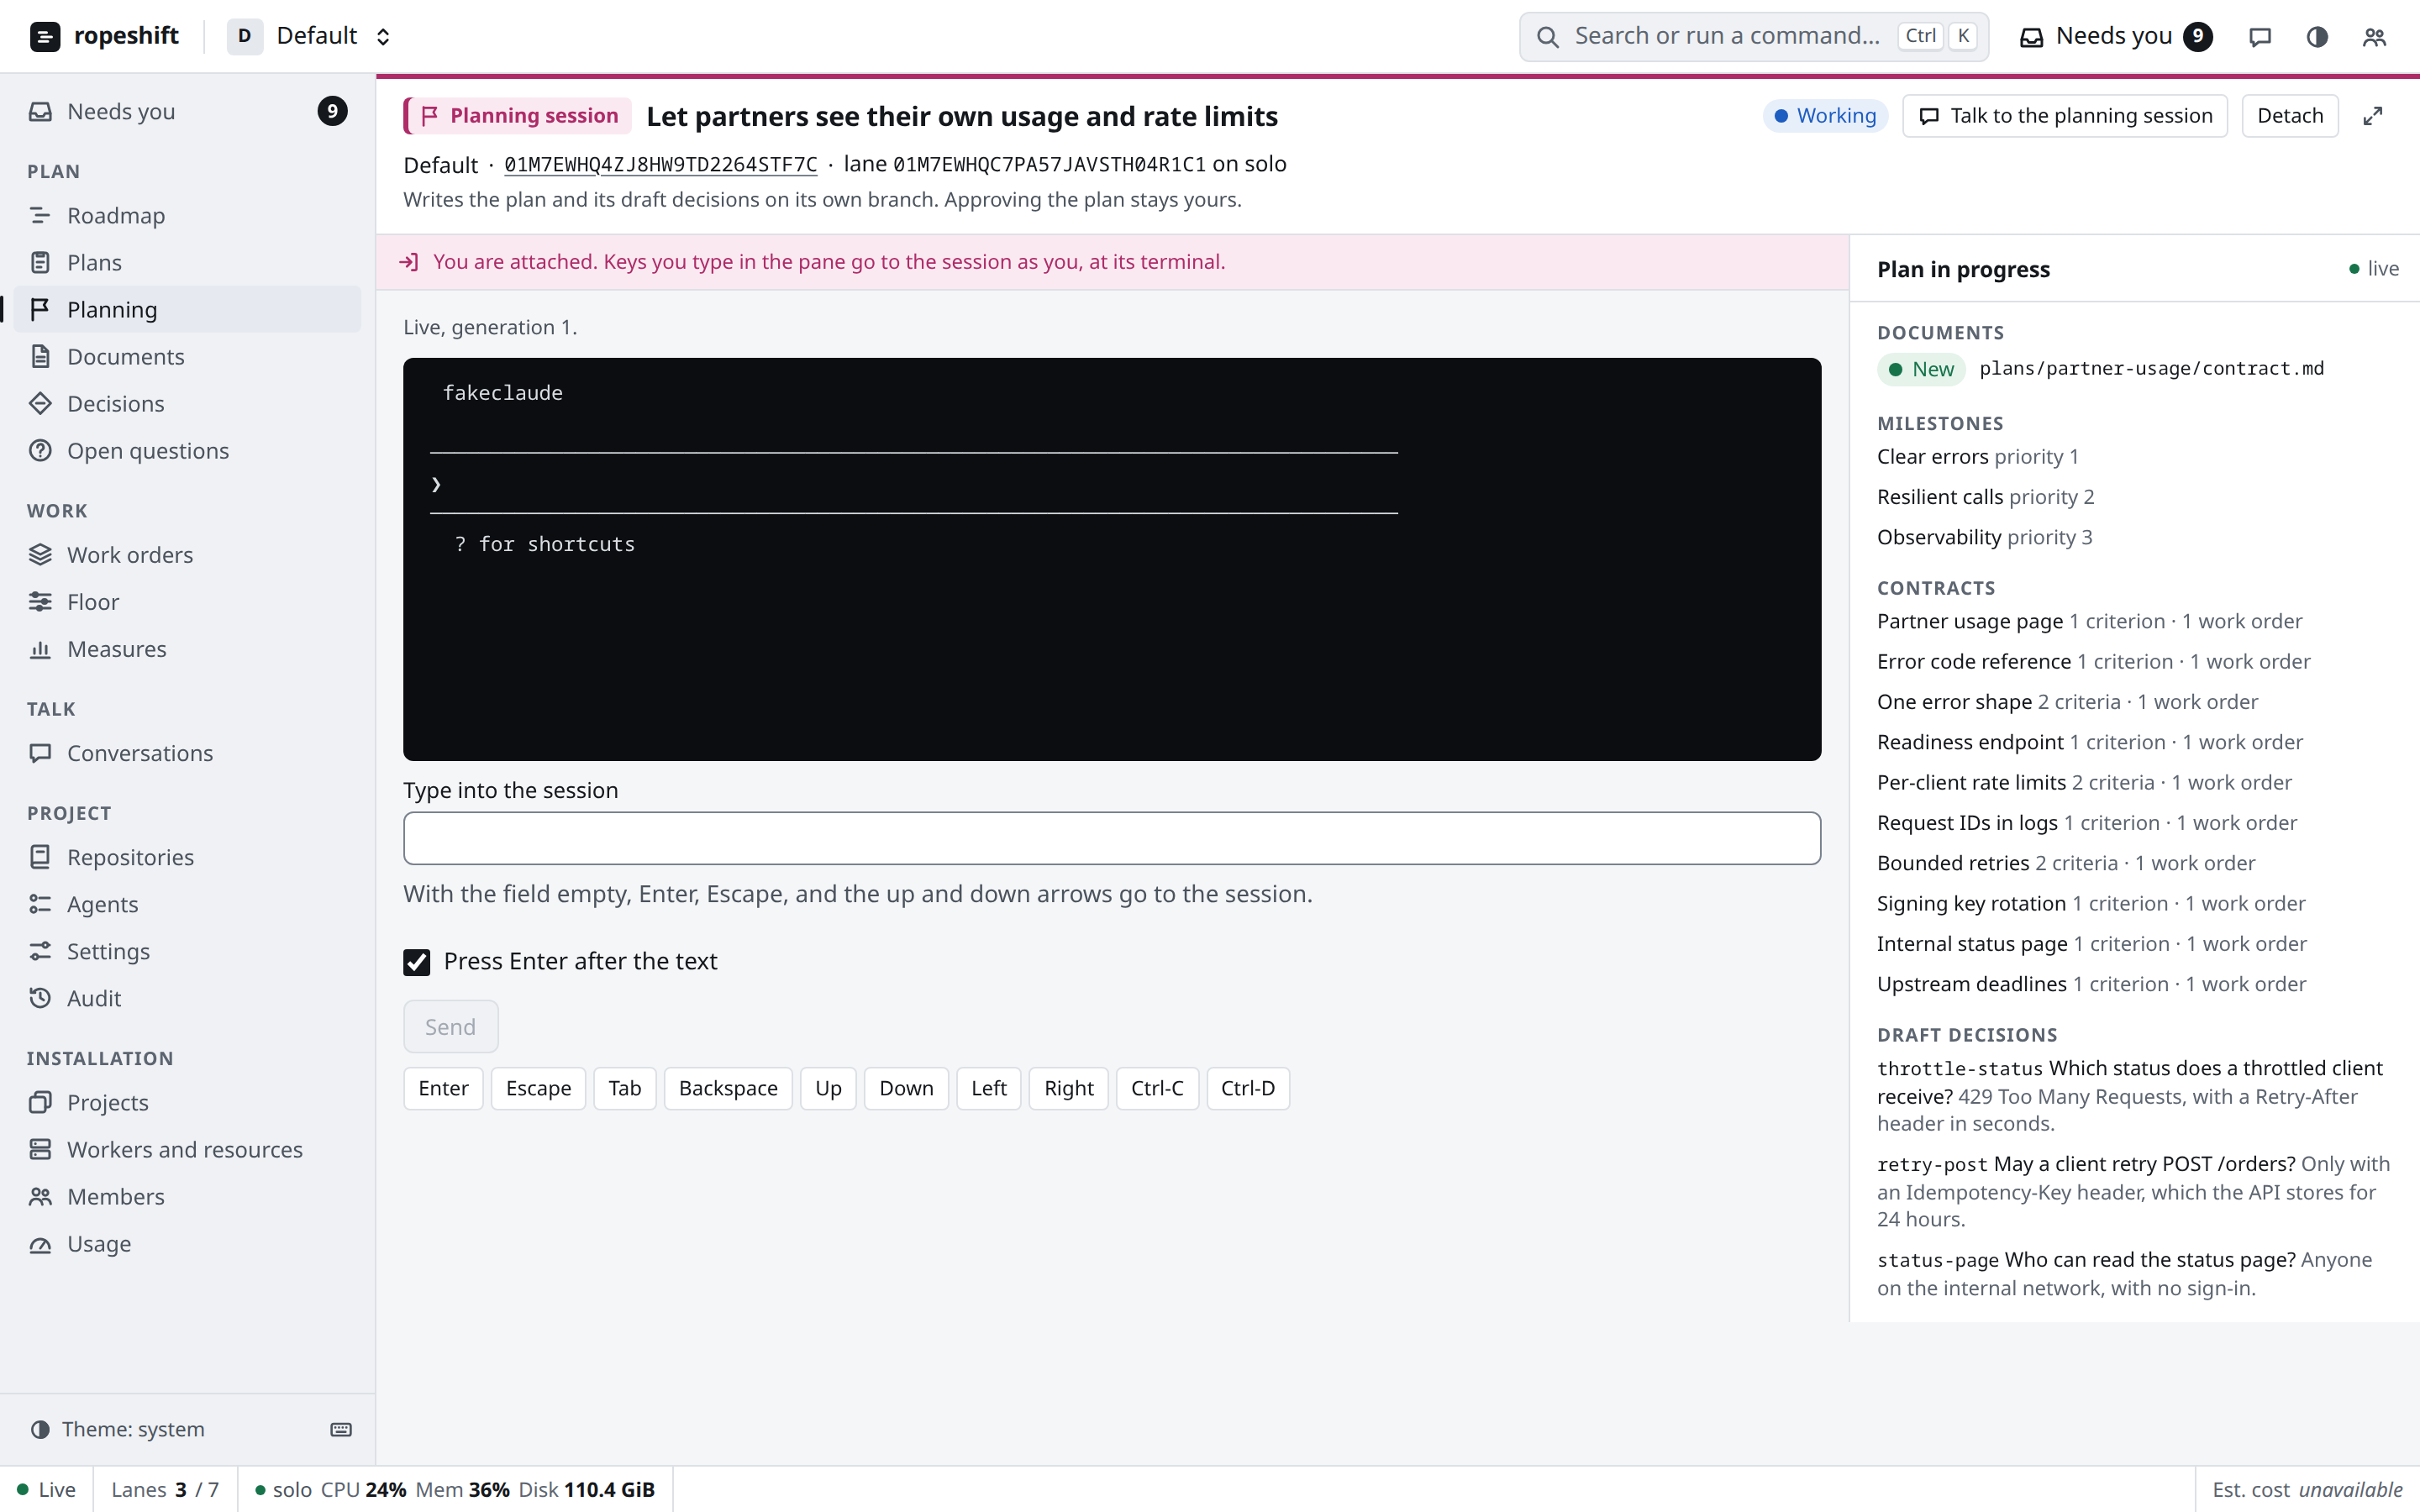 ropeshift
D Default
Search or run a command... Ctrl K
Needs you 9
Needs you 9
PLAN
Roadmap
Plans
Planning
Documents
Decisions
Open questions
WORK
Work orders
Floor
Measures
TALK
Conversations
PROJECT
Repositories
Agents
Settings
Audit
INSTALLATION
Projects
Workers and resources
Members
Usage
Theme: system
Planning session Let partners see their own usage and rate limits
Working
Talk to the planning session
Detach
Default · 01M7EWHQ4ZJ8HW9TD2264STF7C · lane 01M7EWHQC7PA57JAVSTH04R1C1 on solo
Writes the plan and its draft decisions on its own branch. Approving the plan stays yours.
You are attached. Keys you type in the pane go to the session as you, at its terminal.
Live, generation 1.
fakeclaude
❯
? for shortcuts
Type into the session
With the field empty, Enter, Escape, and the up and down arrows go to the session.
Press Enter after the text
Send
Enter Escape Tab Backspace Up Down Left Right Ctrl-C Ctrl-D
Plan in progress live
DOCUMENTS
New plans/partner-usage/contract.md
MILESTONES
Clear errors priority 1
Resilient calls priority 2
Observability priority 3
CONTRACTS
Partner usage page 1 criterion · 1 work order
Error code reference 1 criterion · 1 work order
One error shape 2 criteria · 1 work order
Readiness endpoint 1 criterion · 1 work order
Per-client rate limits 2 criteria · 1 work order
Request IDs in logs 1 criterion · 1 work order
Bounded retries 2 criteria · 1 work order
Signing key rotation 1 criterion · 1 work order
Internal status page 1 criterion · 1 work order
Upstream deadlines 1 criterion · 1 work order
DRAFT DECISIONS
throttle-status Which status does a throttled client
receive? 429 Too Many Requests, with a Retry-After
header in seconds.
retry-post May a client retry POST /orders? Only with
an Idempotency-Key header, which the API stores for
24 hours.
status-page Who can read the status page? Anyone
on the internal network, with no sign-in.
Live
Lanes 3 / 7
solo CPU 24% Mem 36% Disk 110.4 GiB
Est. cost unavailable